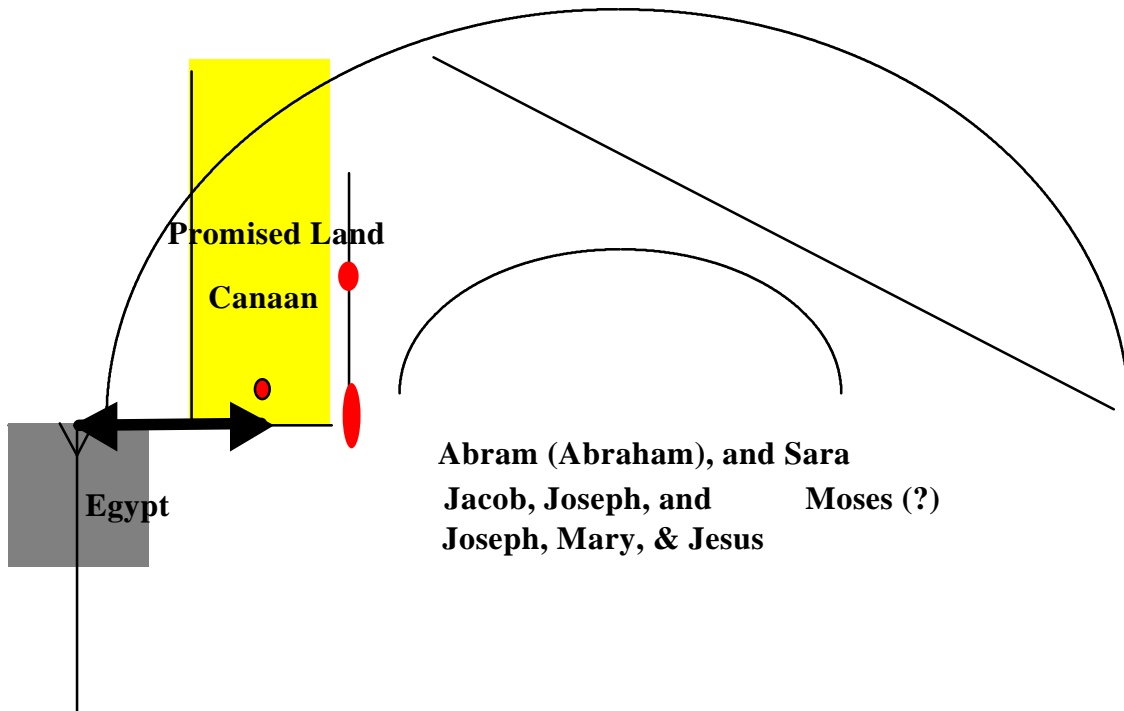 Promised Land
Canaan
Egypt
Abram (Abraham), and Sara
Jacob, Joseph, and Moses (?)
Joseph, Mary, & Jesus